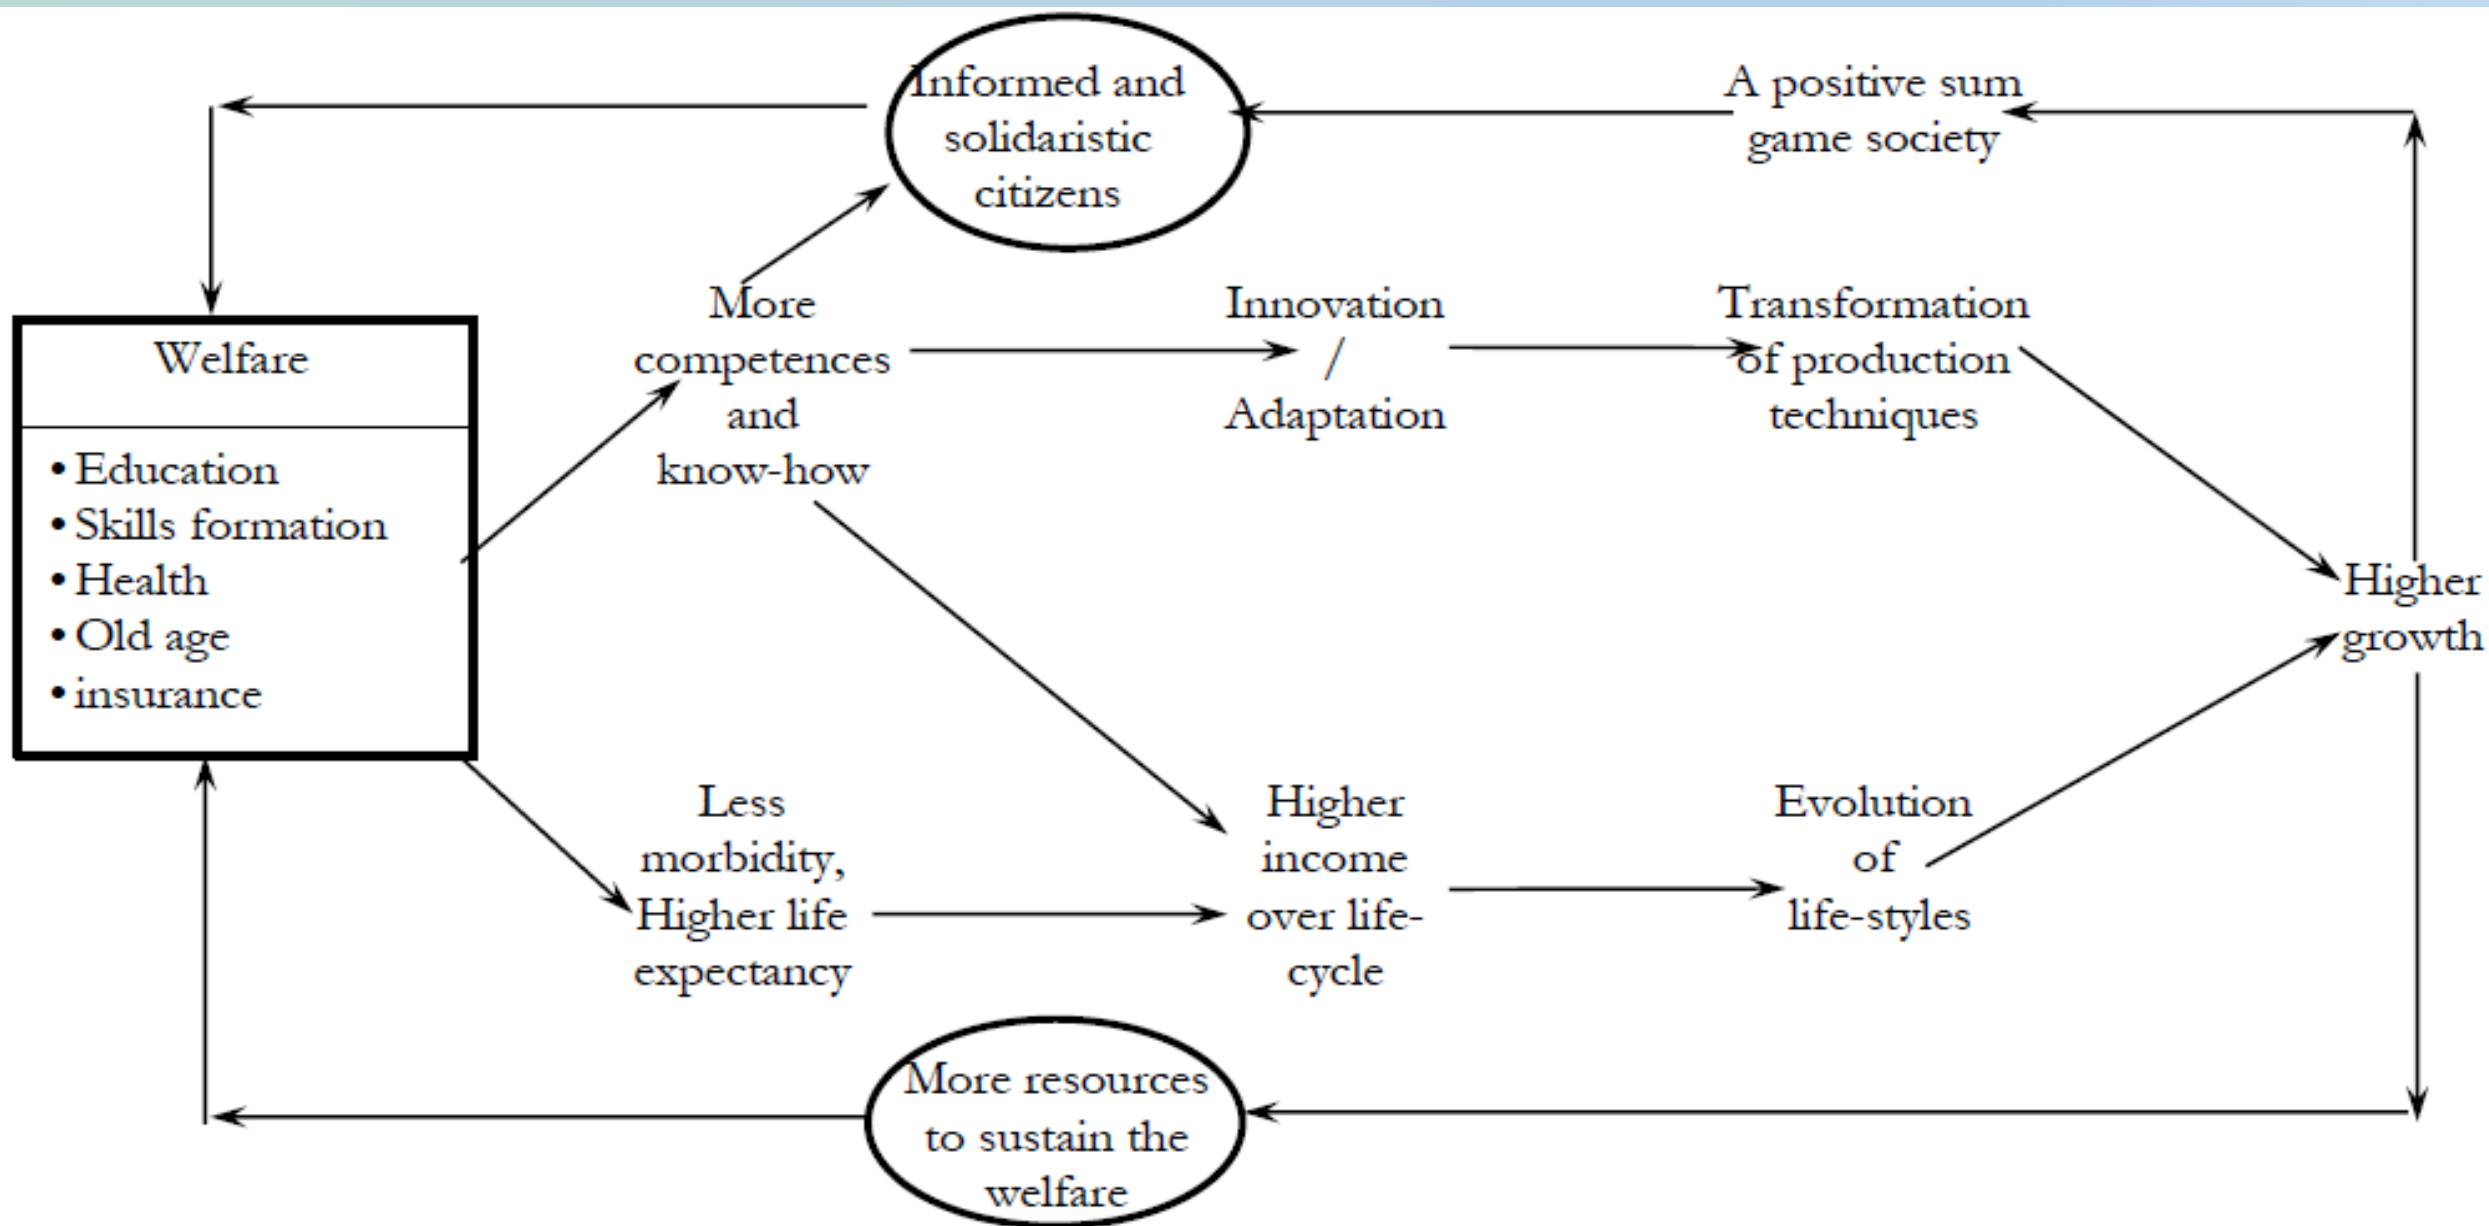 Informed and
solidaristic
citizens
A positive sum
game society
Welfare
• Education
• Skills formation
• Health
• Old age
• insurance
More
competences
and
know-how
Innovation
/
Adaptation
Transformation
of production
techniques
Higher
growth
Less
morbidity,
Higher life
expectancy
Higher
income
over life-
cycle
Evolution
of
life-styles
More resources
to sustain the
welfare